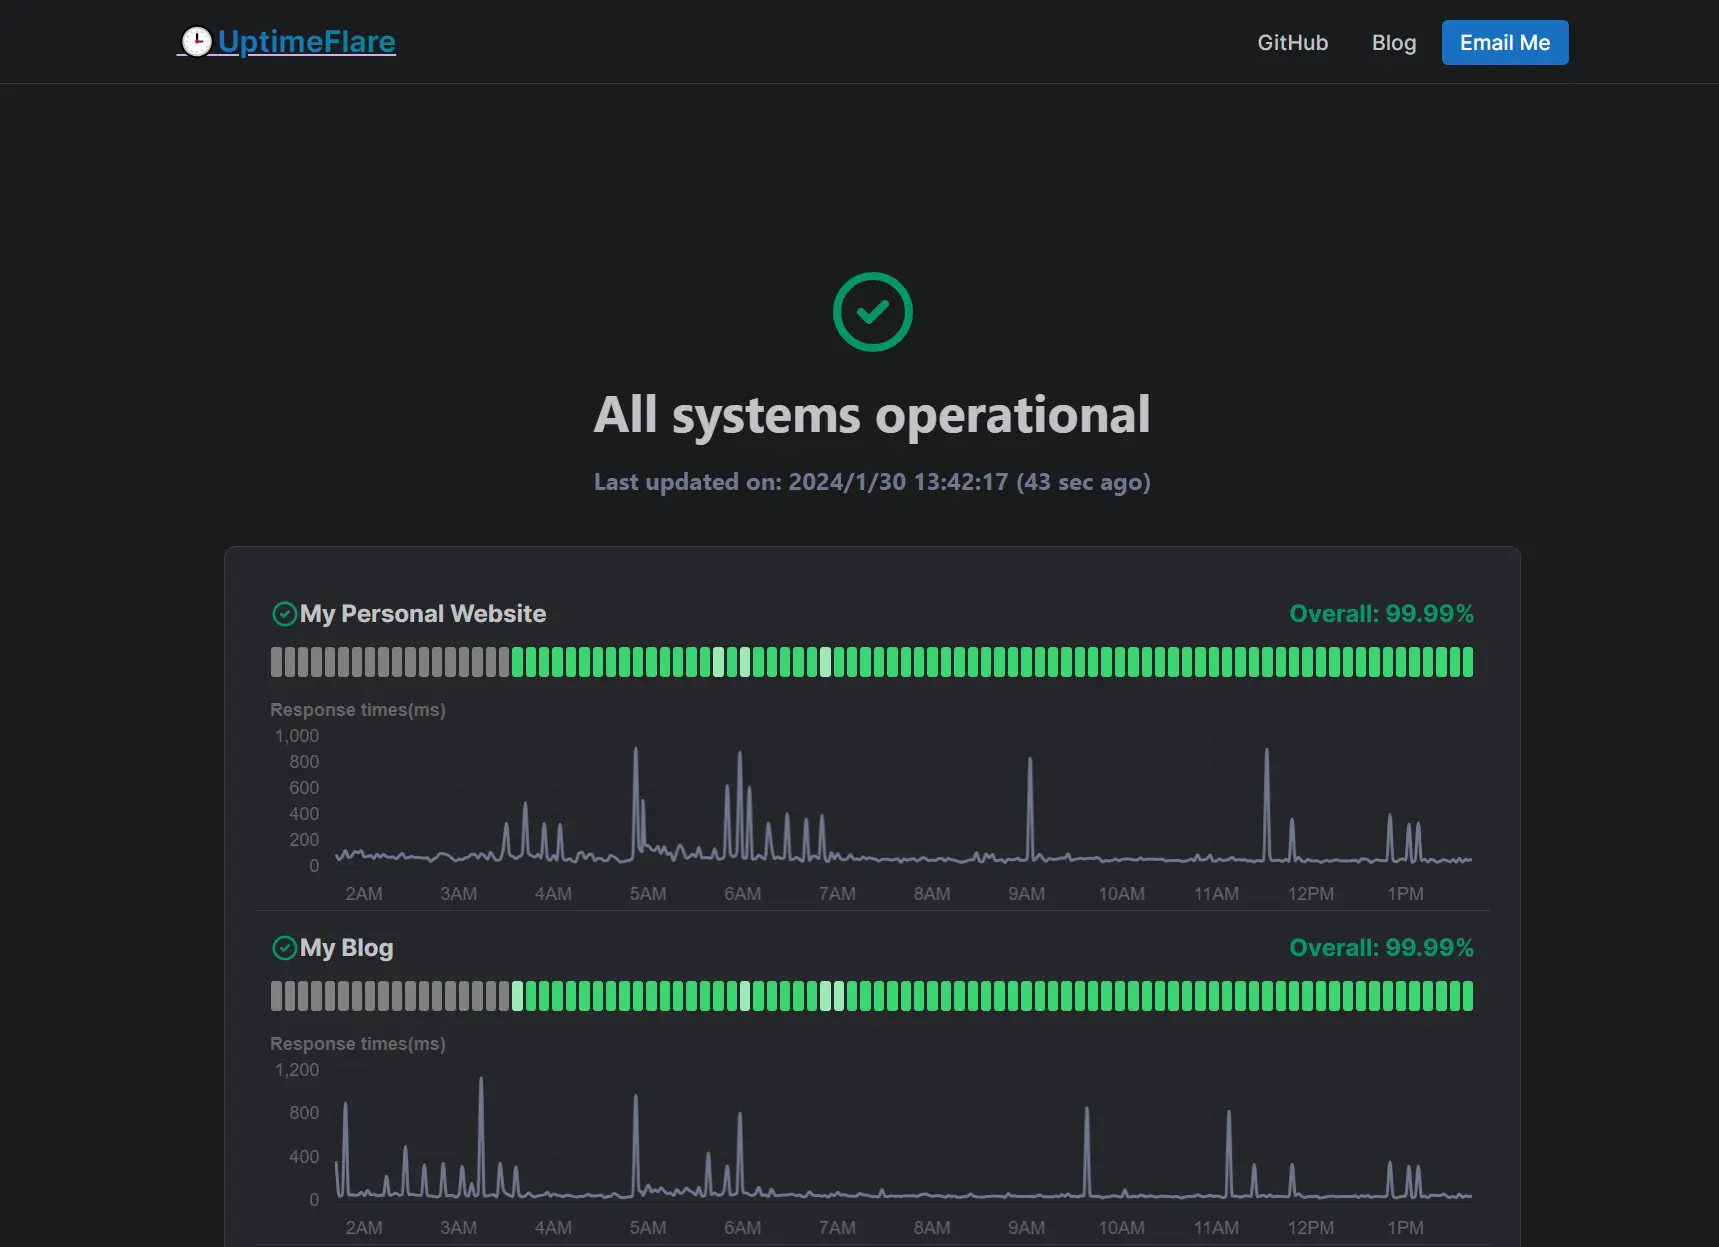 UptimeFlare
GitHub
Blog
Email Me
All systems operational
Last updated on: 2024/1/30 13:42:17 (43 sec ago)
My Personal Website
Overall: 99.99%
Response times(ms)
1,000
800
600
400
200
0
2AM 3AM 4AM 5AM 6AM 7AM 8AM 9AM 10AM 11AM 12PM 1PM
My Blog
Overall: 99.99%
Response times(ms)
1,200
800
400
0
2AM 3AM 4AM 5AM 6AM 7AM 8AM 9AM 10AM 11AM 12PM 1PM